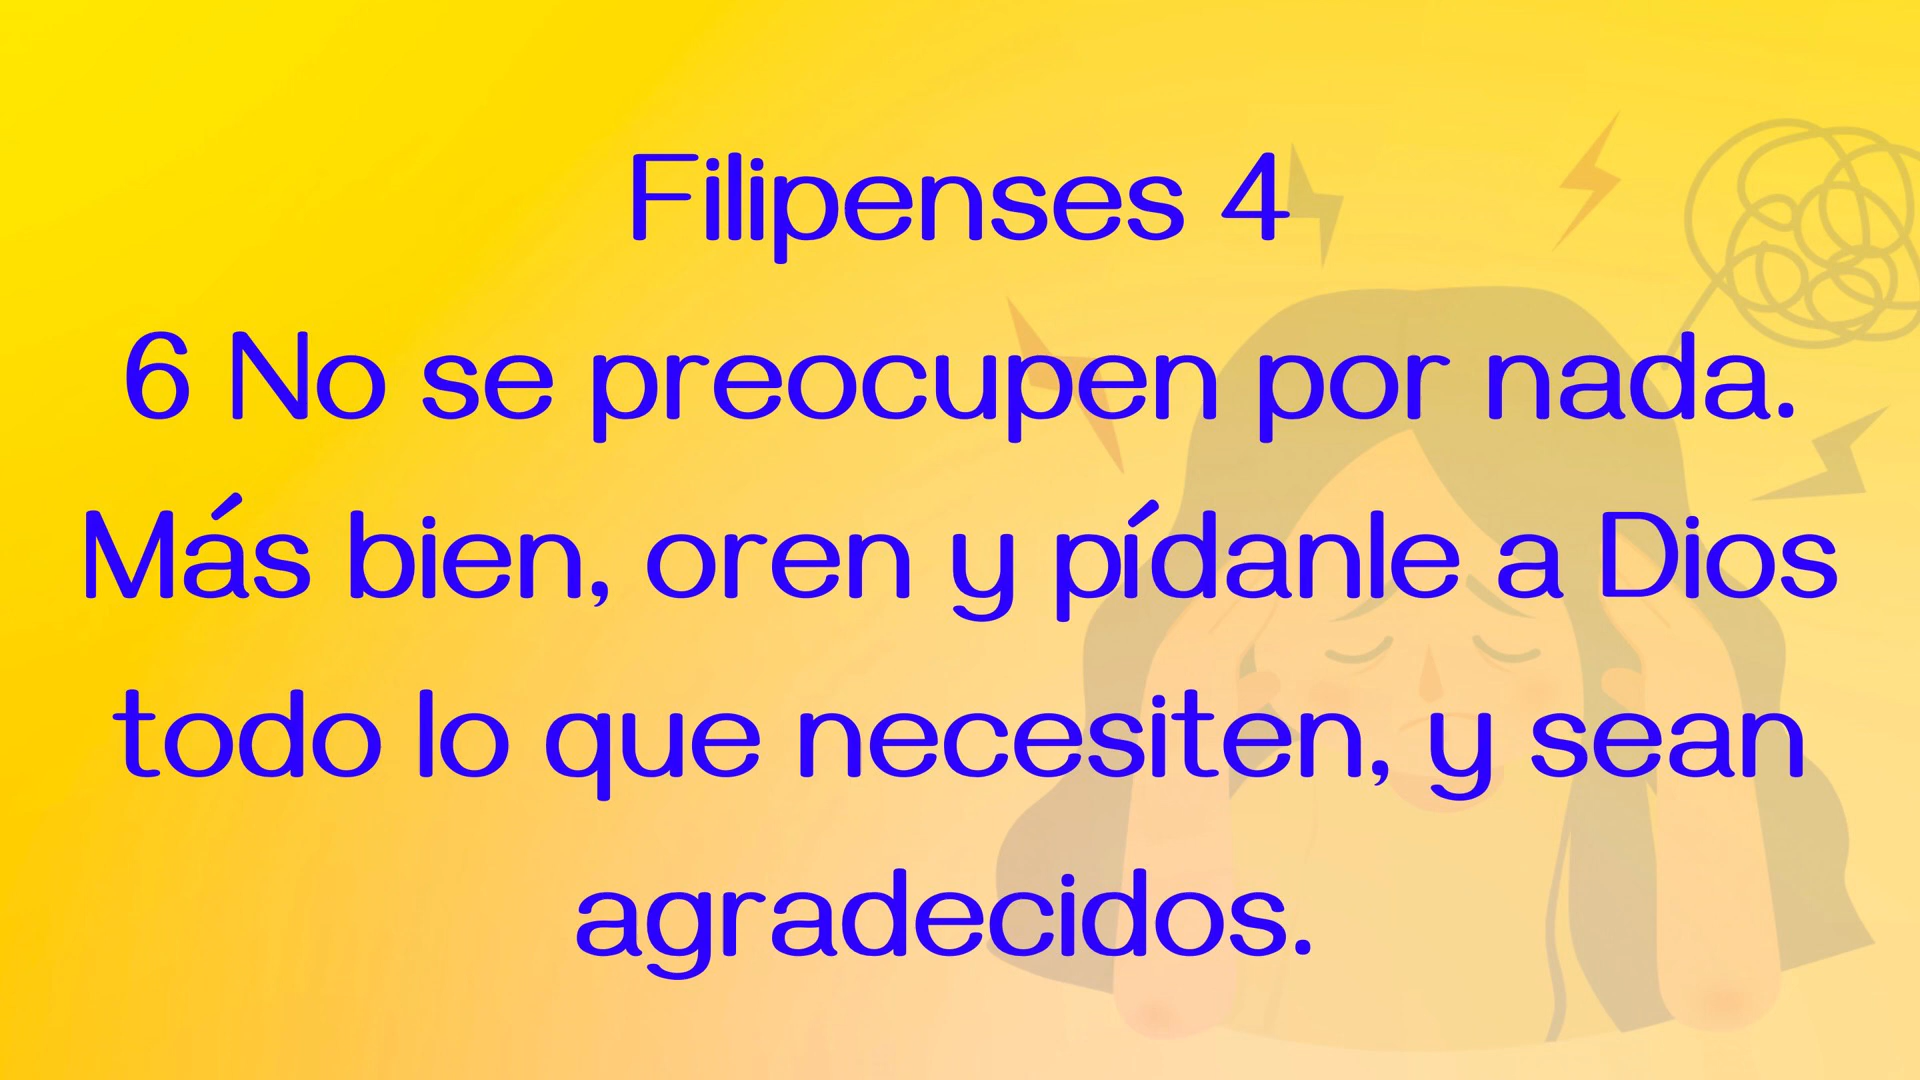 Filipenses 4
6 No se preocupen por nada.
Más bien, oren y pídanle a Dios
todo lo que necesiten, y sean
agradecidos.